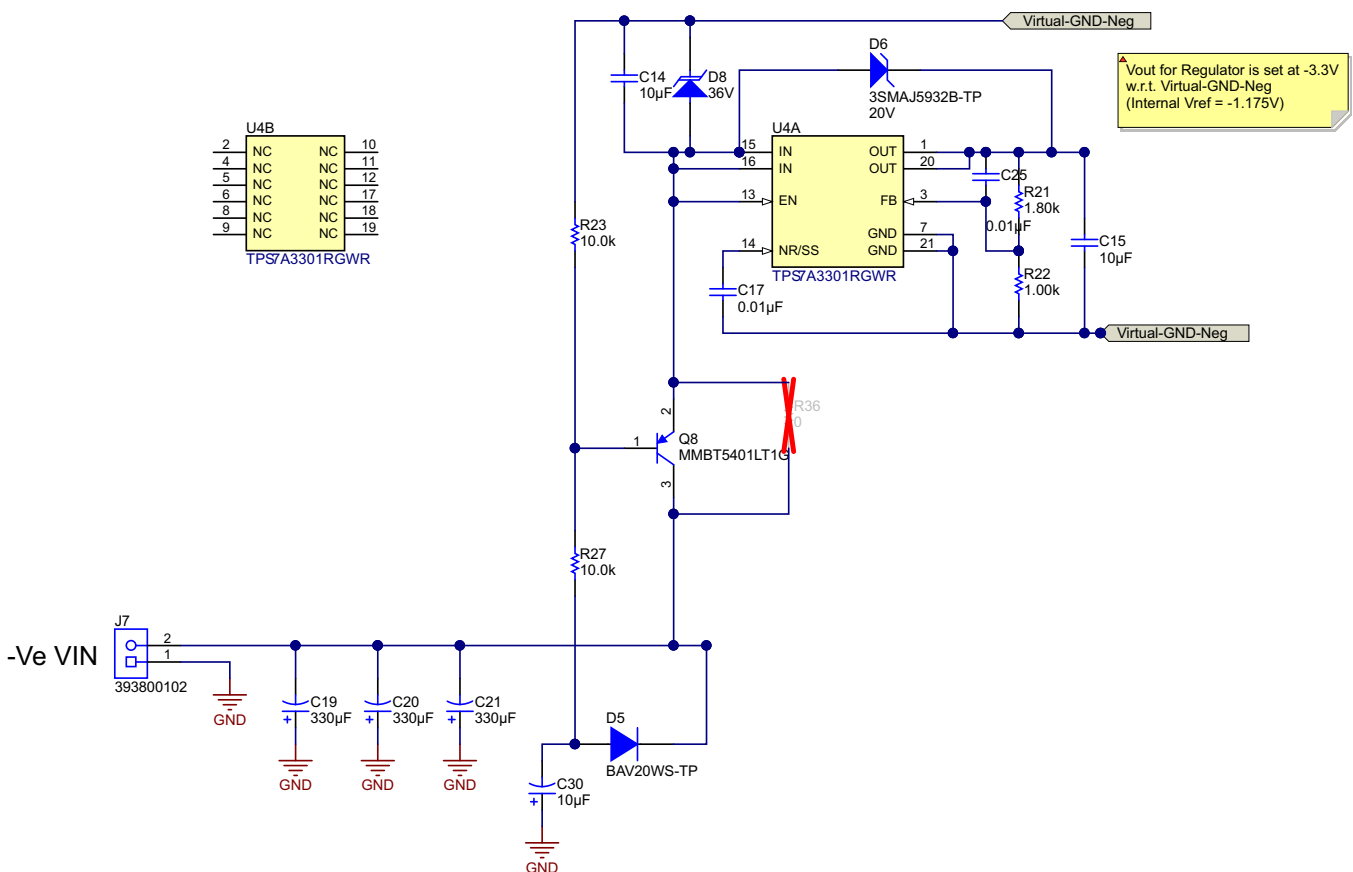 Virtual-GND-Neg
D6
Vout for Regulator is set at -3.3V
w.r.t. Virtual-GND-Neg
(Internal Vref = -1.175V)
C14
10µF
D8
36V
3SMAJ5932B-TP
20V
U4B
2 NC NC 10
4 NC NC 11
5 NC NC 12
6 NC NC 17
8 NC NC 18
9 NC NC 19
TPS7A3301RGWR
U4A
15 IN OUT 1
16 IN OUT 20
13 EN FB 3
GND 7
14 NR/SS GND 21
TPS7A3301RGWR
C25
0.01µF
R21
1.80k
C15
10µF
R22
1.00k
R23
10.0k
C17
0.01µF
Virtual-GND-Neg
R36
0
2
1
3
Q8
MMBT5401LT1G
R27
10.0k
J7
2
1
-Ve VIN
393800102
GND
C19
330µF
+
GND
C20
330µF
+
GND
C21
330µF
+
GND
D5
BAV20WS-TP
C30
10µF
+
GND